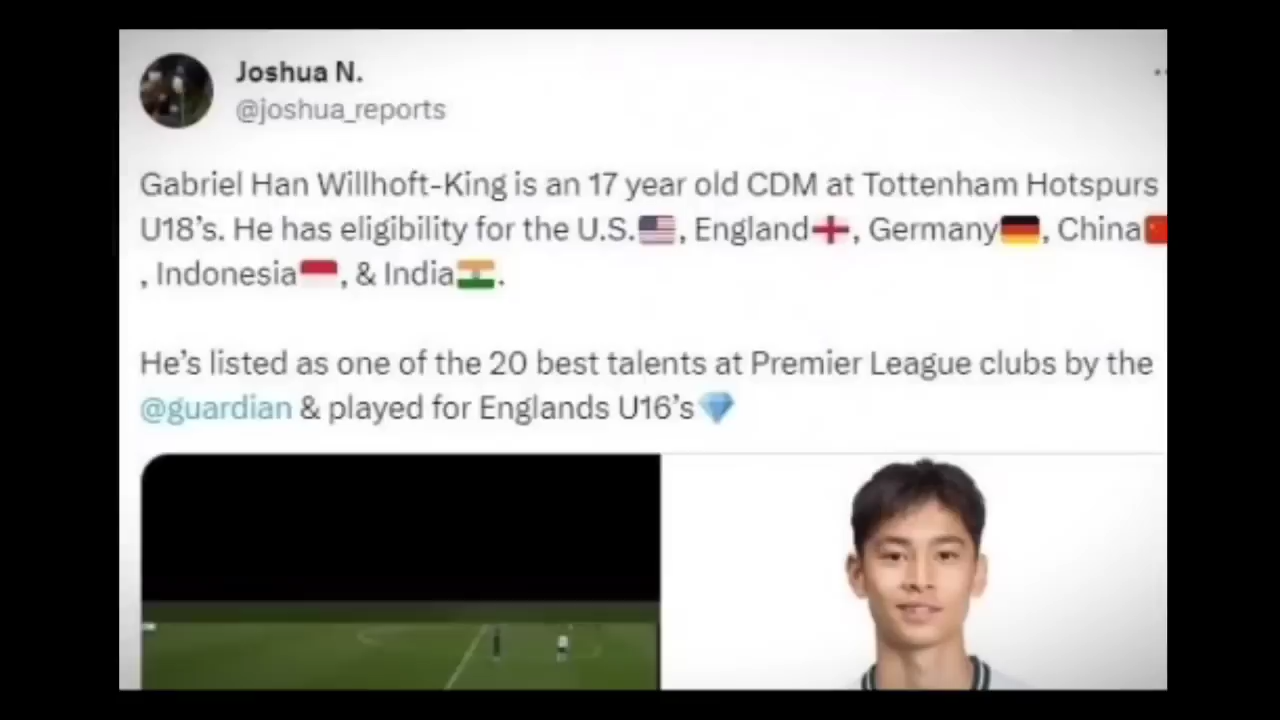 Joshua N.
@joshua_reports
Gabriel Han Willhoft-King is an 17 year old CDM at Tottenham Hotspurs
U18's. He has eligibility for the U.S.🇺🇸, England🏴󠁧󠁢󠁥󠁮󠁧󠁿, Germany🇩🇪, China🇨🇳
, Indonesia🇮🇩, & India🇮🇳.
He's listed as one of the 20 best talents at Premier League clubs by the
@guardian & played for Englands U16's💎